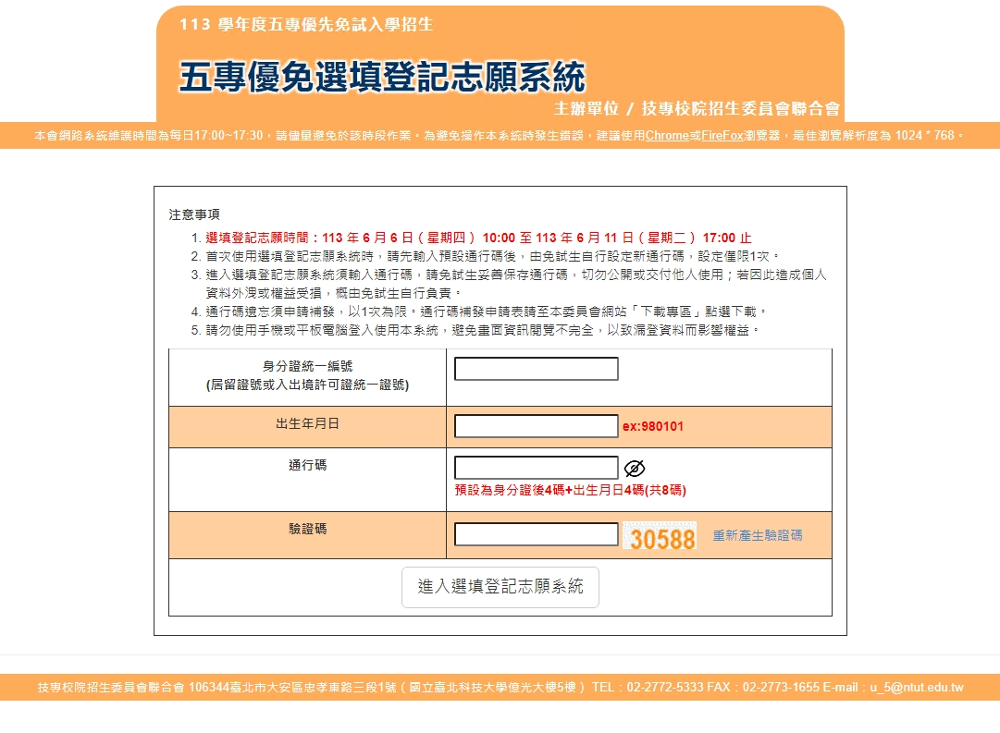 113 學年度五專優先免試入學招生
五專優免選填登記志願系統
主辦單位 / 技專校院招生委員會聯合會
本會網路系統維護時間為每日17:00~17:30，請儘量避免於該時段作業。為避免操作本系統時發生錯誤，建議使用Chrome或FireFox瀏覽器，最佳瀏覽解析度為 1024 * 768。
注意事項
1. 選填登記志願時間：113 年 6 月 6 日（星期四） 10:00 至 113 年 6 月 11 日（星期二） 17:00 止
2. 首次使用選填登記志願系統時，請先輸入預設通行碼後，由免試生自行設定新通行碼，設定僅限1次。
3. 進入選填登記志願系統須輸入通行碼，請免試生妥善保存通行碼，切勿公開或交付他人使用；若因此造成個人
資料外洩或權益受損，概由免試生自行負責。
4. 通行碼遺忘須申請補發，以1次為限。通行碼補發申請表請至本委員會網站「下載專區」點選下載。
5. 請勿使用手機或平板電腦登入使用本系統，避免畫面資訊閱覽不完全，以致漏登資料而影響權益。
身分證統一編號
(居留證號或入出境許可證統一證號)
出生年月日
ex:980101
通行碼
預設為身分證後4碼+出生月日4碼(共8碼)
驗證碼
30588
重新產生驗證碼
進入選填登記志願系統
技專校院招生委員會聯合會 106344臺北市大安區忠孝東路三段1號（國立臺北科技大學億光大樓5樓） TEL：02-2772-5333 FAX：02-2773-1655 E-mail：u_5@ntut.edu.tw